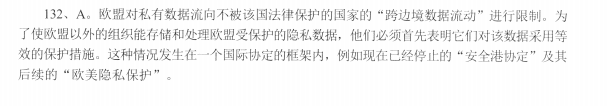 132、A。欧盟对私有数据流向不被该国法律保护的国家的“跨边境数据流动”进行限制。为
了使欧盟以外的组织能存储和处理欧盟受保护的隐私数据，他们必须首先表明它们对该数据采用等
效的保护措施。这种情况发生在一个国际协定的框架内，例如现在已经停止的“安全港协定”及其
后续的“欧美隐私保护”。